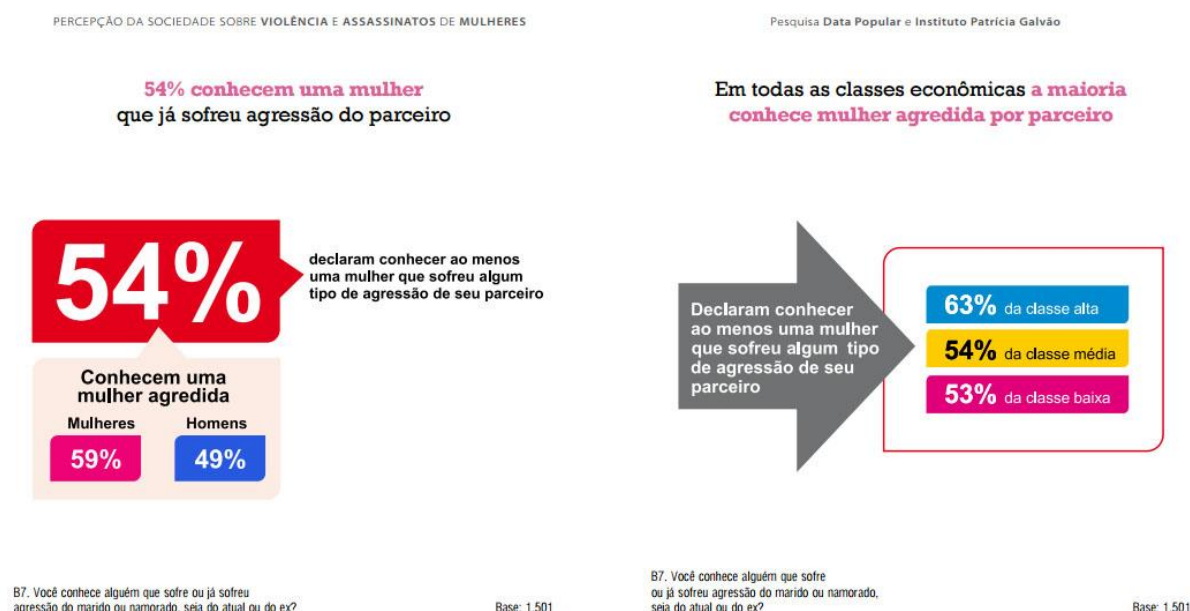 PERCEPÇÃO DA SOCIEDADE SOBRE VIOLÊNCIA E ASSASSINATOS DE MULHERES
54% conhecem uma mulher
que já sofreu agressão do parceiro
54%
declaram conhecer ao menos
uma mulher que sofreu algum
tipo de agressão de seu parceiro
Conhecem uma
mulher agredida
Mulheres Homens
59% 49%
B7. Você conhece alguém que sofre ou já sofreu
agressão do marido ou namorado, seja do atual ou do ex?
Base: 1.501
Pesquisa Data Popular e Instituto Patrícia Galvão
Em todas as classes econômicas a maioria
conhece mulher agredida por parceiro
Declaram conhecer
ao menos uma mulher
que sofreu algum tipo
de agressão de seu
parceiro
63% da classe alta
54% da classe média
53% da classe baixa
B7. Você conhece alguém que sofre
ou já sofreu agressão do marido ou namorado,
seja do atual ou do ex?
Base: 1.501